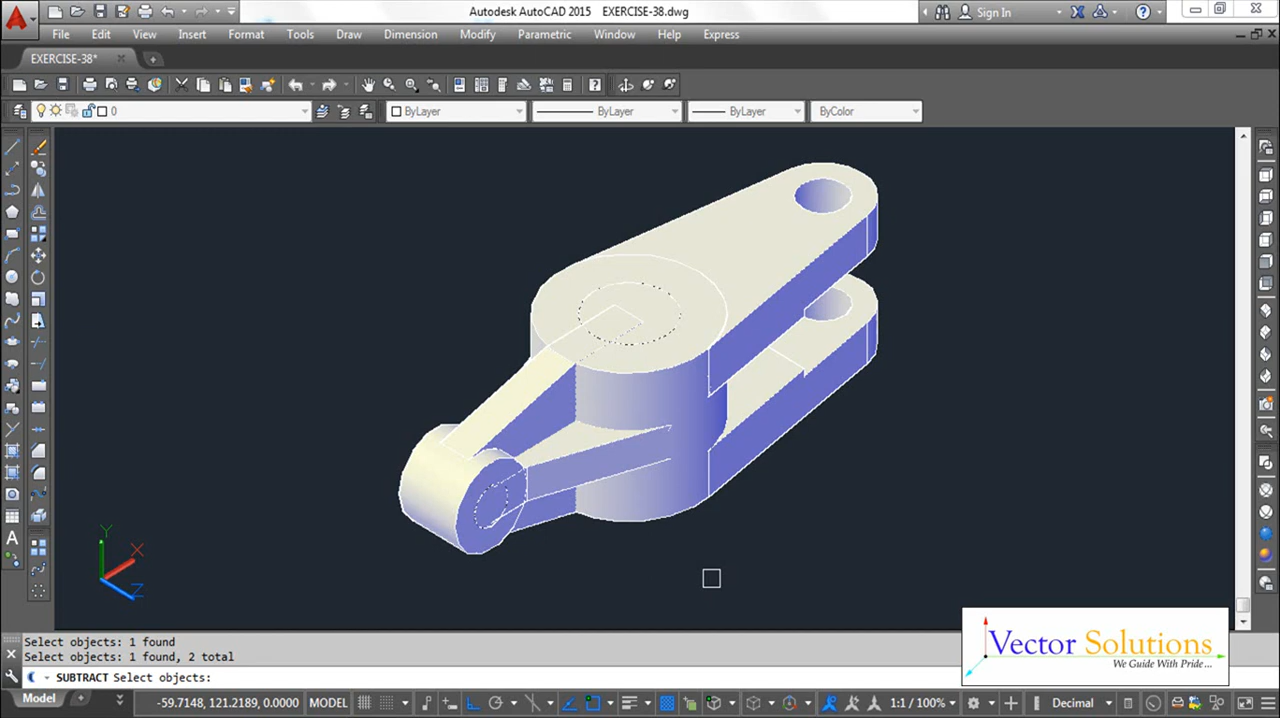 Autodesk AutoCAD 2015 EXERCISE-38.dwg
Sign In
File Edit View Insert Format Tools Draw Dimension Modify Parametric Window Help Express
EXERCISE-38*
0
ByLayer
ByLayer
ByLayer
ByColor
A
Y
X
Z
Select objects: 1 found
Select objects: 1 found, 2 total
SUBTRACT Select objects:
Vector Solutions
We Guide With Pride...
Model
-59.7148, 121.2189, 0.0000 MODEL
1:1 / 100%
Decimal